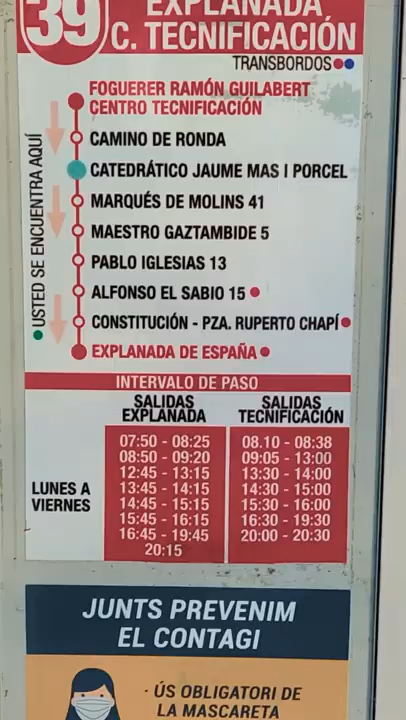 39
EXPLANADA
C. TECNIFICACIÓN
TRANSBORDOS
FOGUERER RAMÓN GUILABERT
CENTRO TECNIFICACIÓN
CAMINO DE RONDA
CATEDRÁTICO JAUME MAS I PORCEL
MARQUÉS DE MOLINS 41
MAESTRO GAZTAMBIDE 5
PABLO IGLESIAS 13
ALFONSO EL SABIO 15
CONSTITUCIÓN - PZA. RUPERTO CHAPÍ
EXPLANADA DE ESPAÑA
USTED SE ENCUENTRA AQUÍ
INTERVALO DE PASO
SALIDAS EXPLANADA
SALIDAS TECNIFICACIÓN
LUNES A
VIERNES
07:50 - 08:25
08:50 - 09:20
12:45 - 13:15
13:45 - 14:15
14:45 - 15:15
15:45 - 16:15
16:45 - 19:45
20:15
08.10 - 08:38
09:05 - 13:00
13:30 - 14:00
14:30 - 15:00
15:30 - 16:00
16:30 - 19:30
20:00 - 20:30
JUNTS PREVENIM
EL CONTAGI
· ÚS OBLIGATORI DE
LA MASCARETA